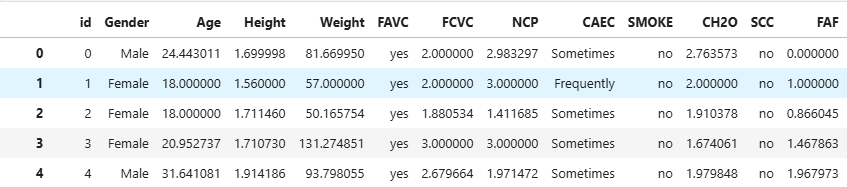 id Gender Age Height Weight FAVC FCVC NCP CAEC SMOKE CH2O SCC FAF
0 0 Male 24.443011 1.699998 81.669950 yes 2.000000 2.983297 Sometimes no 2.763573 no 0.000000
1 1 Female 18.000000 1.560000 57.000000 yes 2.000000 3.000000 Frequently no 2.000000 no 1.000000
2 2 Female 18.000000 1.711460 50.165754 yes 1.880534 1.411685 Sometimes no 1.910378 no 0.866045
3 3 Female 20.952737 1.710730 131.274851 yes 3.000000 3.000000 Sometimes no 1.674061 no 1.467863
4 4 Male 31.641081 1.914186 93.798055 yes 2.679664 1.971472 Sometimes no 1.979848 no 1.967973